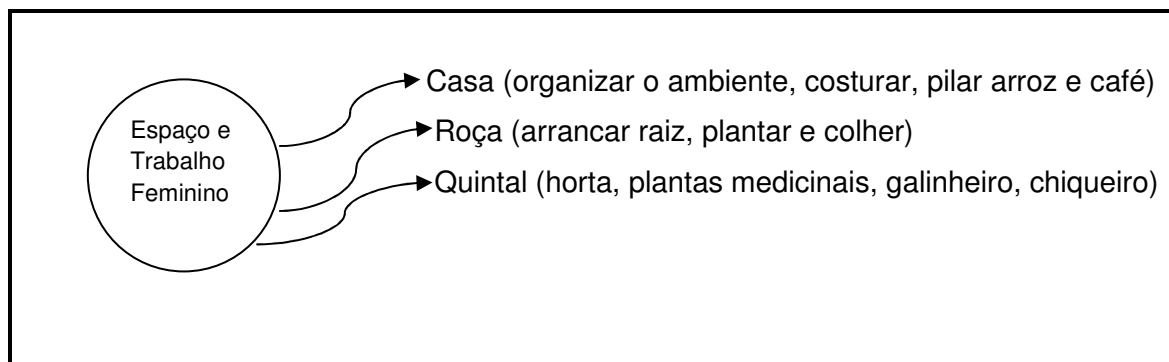 Espaço e
Trabalho
Feminino
Casa (organizar o ambiente, costurar, pilar arroz e café)
Roça (arrancar raiz, plantar e colher)
Quintal (horta, plantas medicinais, galinheiro, chiqueiro)